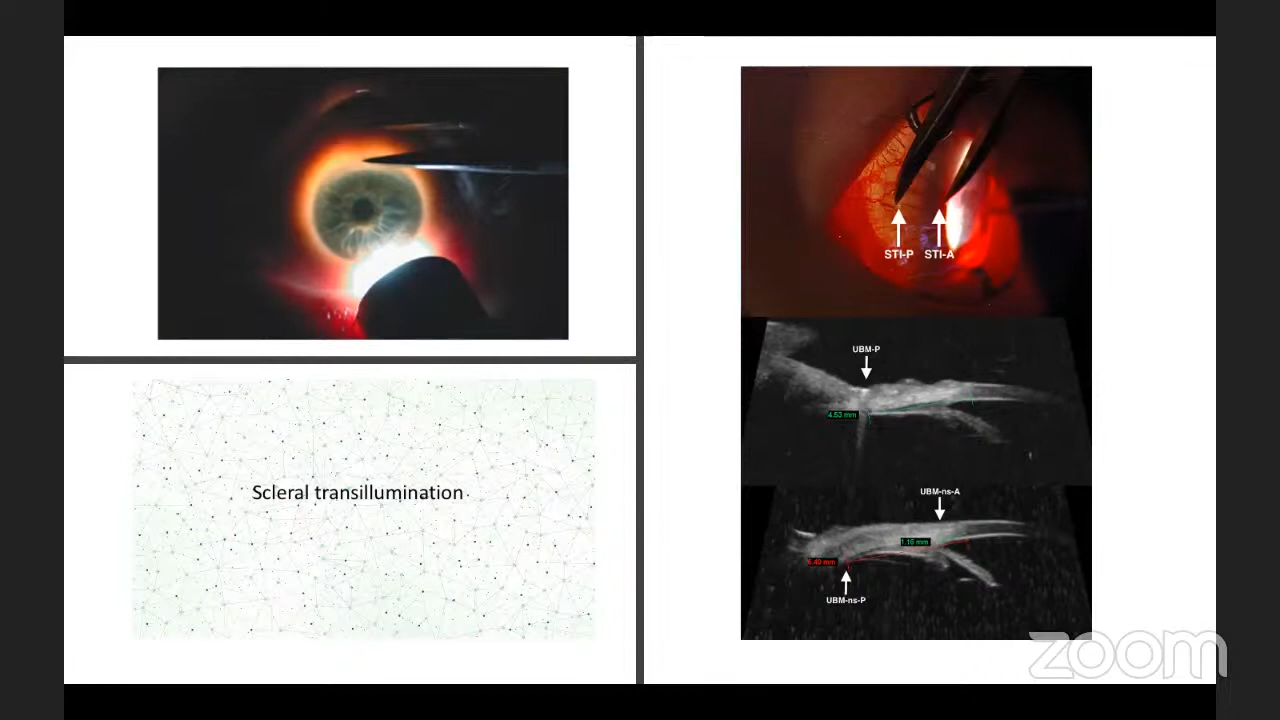 Scleral transillumination
STI-P STI-A
UBM-P
4.53 mm
UBM-ns-A
1.16 mm
UBM-ns-P
zoom